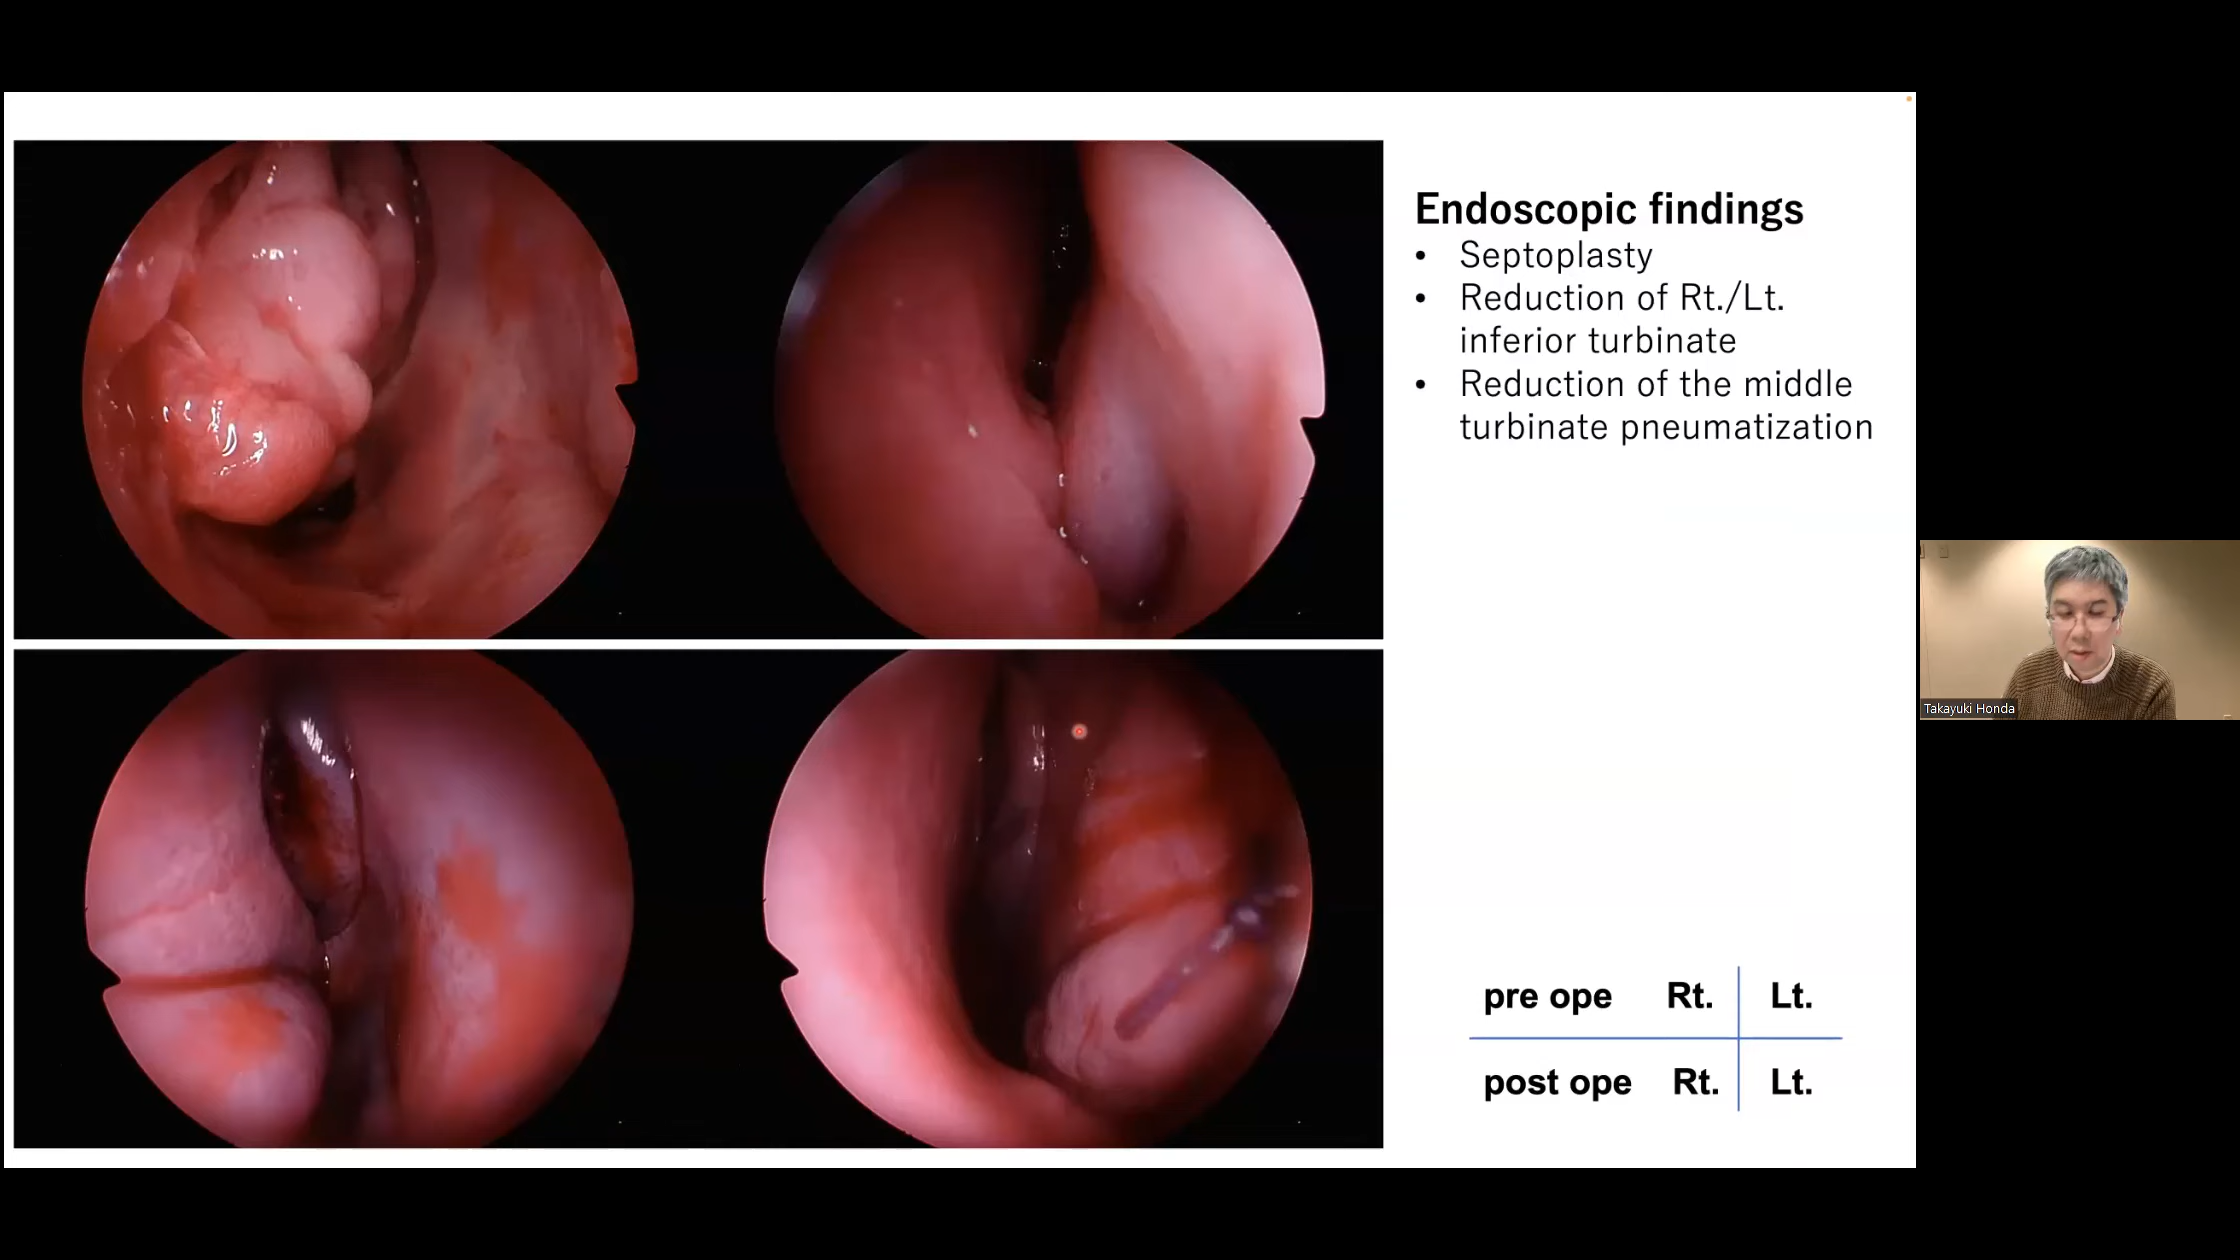 Endoscopic findings
• Septoplasty
• Reduction of Rt./Lt.
inferior turbinate
• Reduction of the middle
turbinate pneumatization
Takayuki Honda
pre ope Rt. Lt.
post ope Rt. Lt.